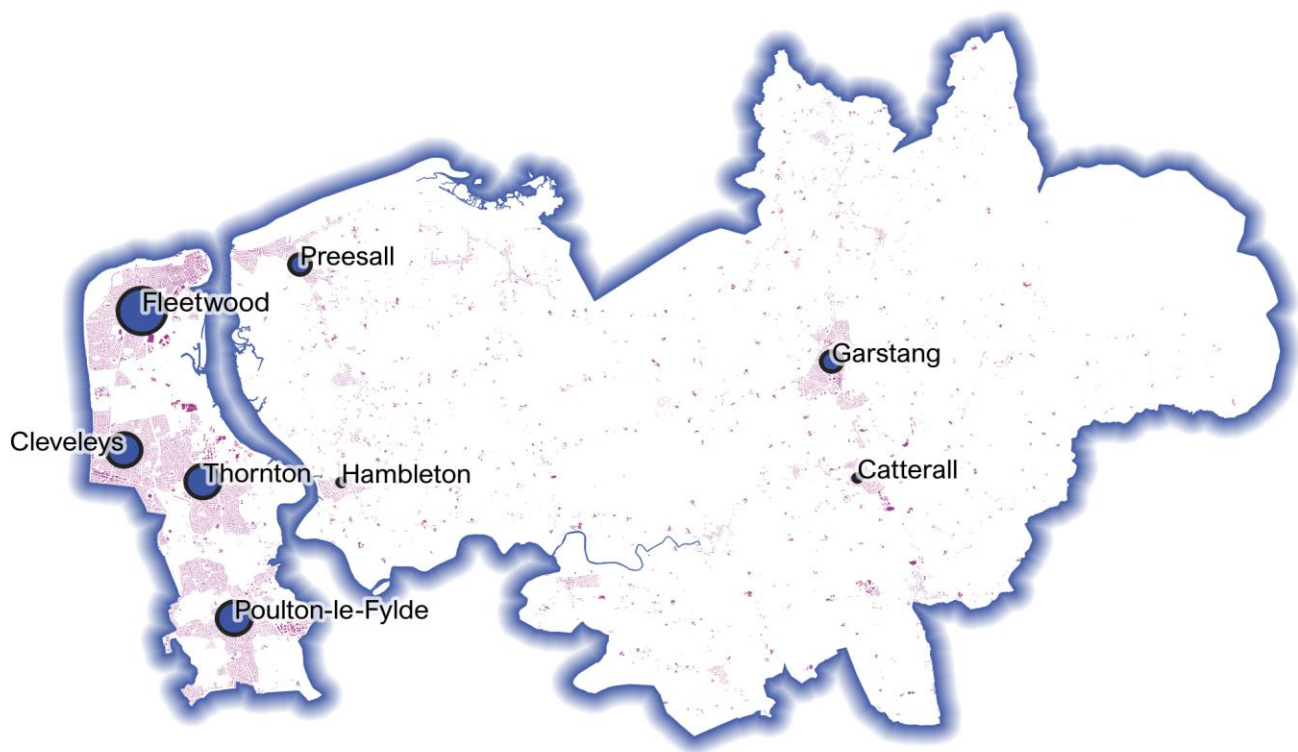 Preesall
Fleetwood
Garstang
Cleveleys
Thornton
Hambleton
Catterall
Poulton-le-Fylde